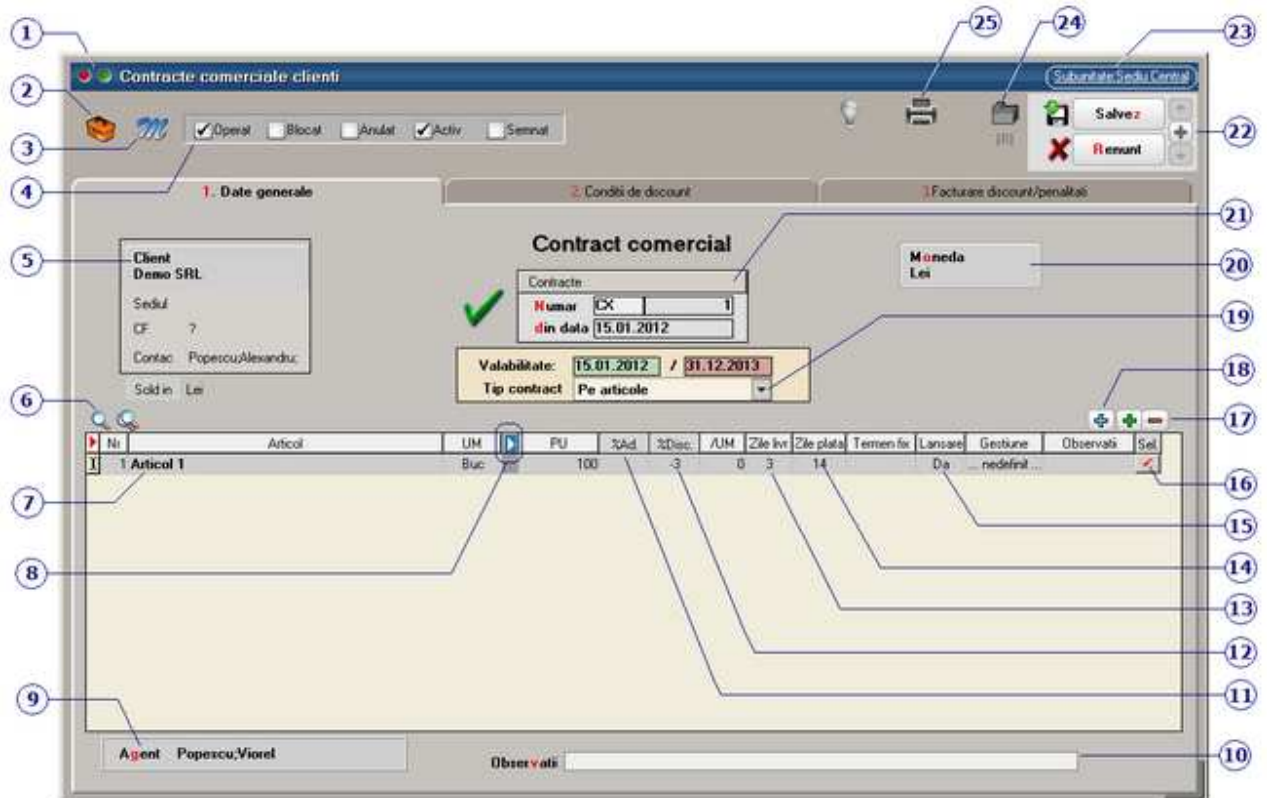 25 24
1 23
Contracte comerciale clienti Subunitate:Sediu Central
2
Operat Blocat Anulat Activ Semnat Salvez
3 22
Renunt
4
1. Date generale 2. Conditii de discount 3 Facturare discount/penalitati
21
Contract comercial
5 Client Moneda 20
Demo SRL Lei
Contracte
Sediul Numar CX 1
CF ? din data 15.01.2012 19
Contac Popescu;Alexandru;
Valabilitate: 15.01.2012 / 31.12.2013
Sold in Lei Tip contract Pe articole
6 18
17
Nr Articol UM PU %Ad. %Disc. /UM Zile livr Zile plata Termen fix Lansare Gestiune Observatii Sel
1 Articol 1 Buc 100 -3 0 3 14 Da ... nedefinit ...
16
7
15
8 14
13
12
9 11
Agent Popescu;Viorel
Observatii 10